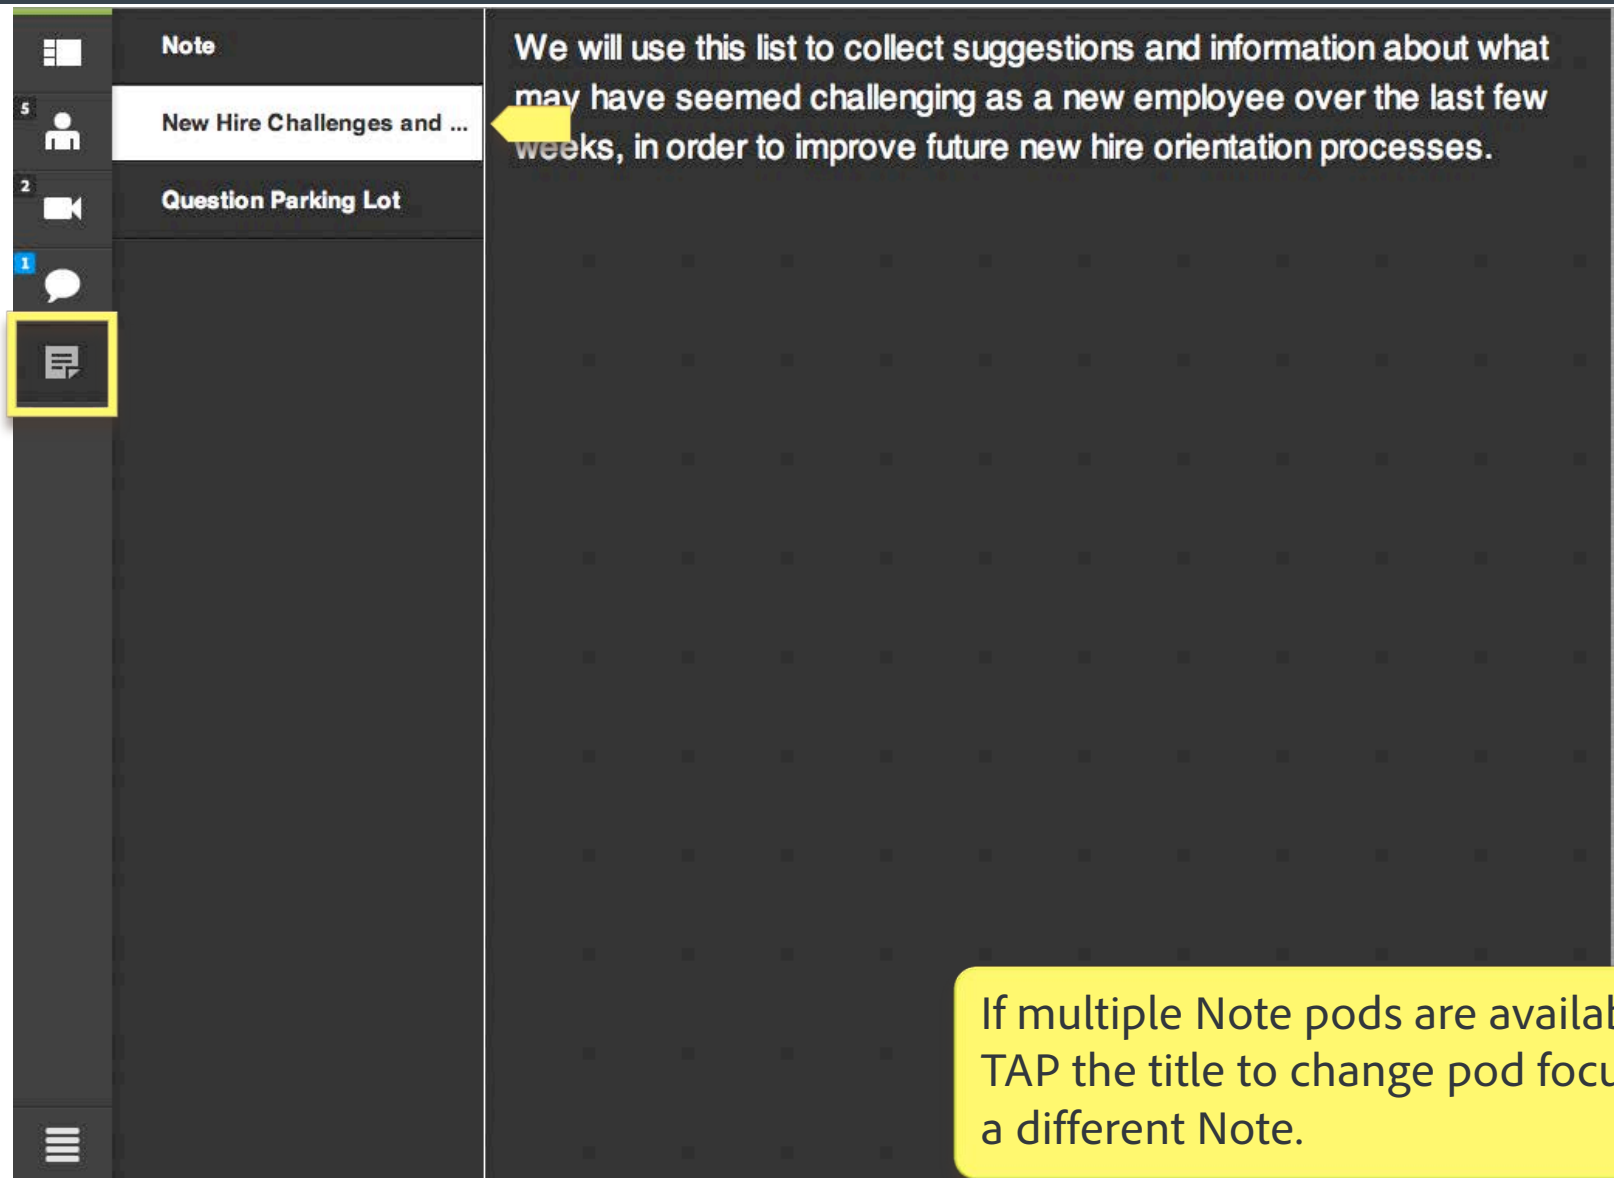 5
2
1
Note
New Hire Challenges and ...
Question Parking Lot
We will use this list to collect suggestions and information about what
may have seemed challenging as a new employee over the last few
weeks, in order to improve future new hire orientation processes.
If multiple Note pods are availab
TAP the title to change pod focu
a different Note.